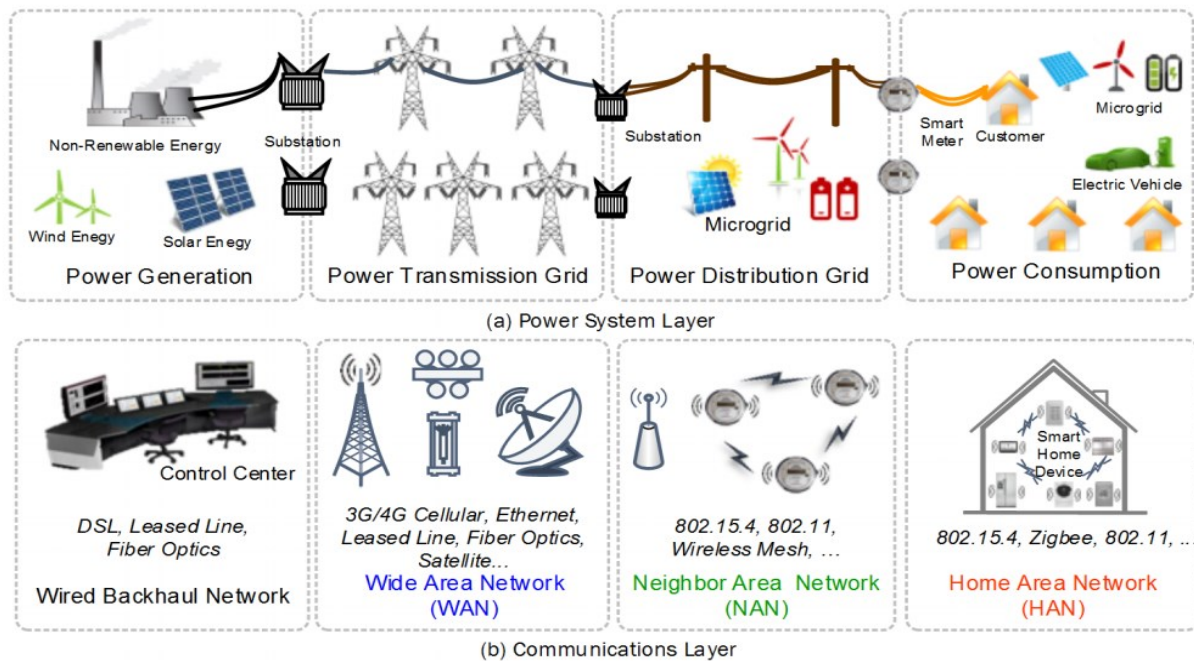 Non-Renewable Energy
Substation
Wind Enegy
Solar Enegy
Power Generation
Power Transmission Grid
Substation
Microgrid
Power Distribution Grid
Smart
Meter
Customer
Microgrid
Electric Vehicle
Power Consumption
(a) Power System Layer
Control Center
DSL, Leased Line,
Fiber Optics
Wired Backhaul Network
3G/4G Cellular, Ethernet,
Leased Line, Fiber Optics,
Satellite...
Wide Area Network
(WAN)
802.15.4, 802.11,
Wireless Mesh, ...
Neighbor Area Network
(NAN)
Smart
Home
Device
802.15.4, Zigbee, 802.11, ...
Home Area Network
(HAN)
(b) Communications Layer